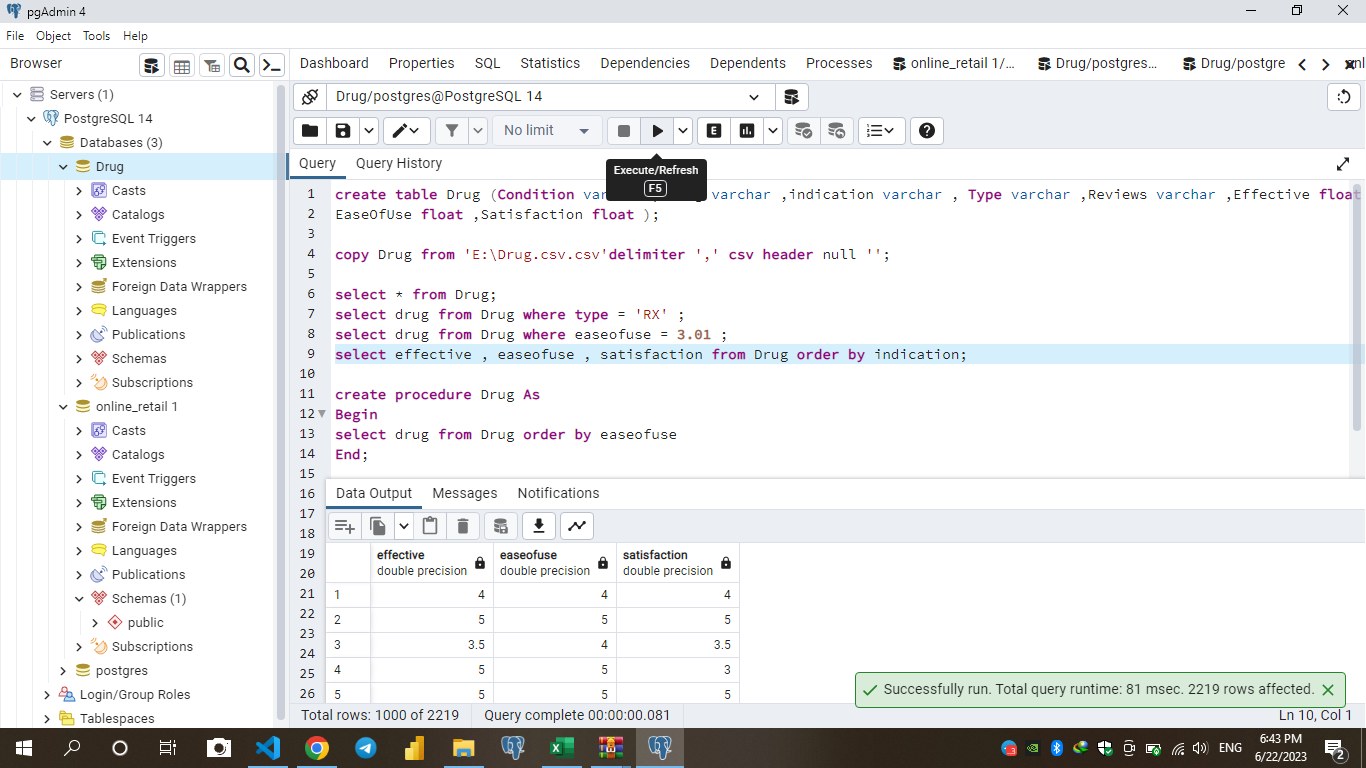 pgAdmin 4
File Object Tools Help
Browser
Dashboard Properties SQL Statistics Dependencies Dependents Processes online_retail 1/... Drug/postgres... Drug/postgre
Servers (1)
PostgreSQL 14
Databases (3)
Drug
Casts
Catalogs
Event Triggers
Extensions
Foreign Data Wrappers
Languages
Publications
Schemas
Subscriptions
online_retail 1
Casts
Catalogs
Event Triggers
Extensions
Foreign Data Wrappers
Languages
Publications
Schemas (1)
public
Subscriptions
postgres
Login/Group Roles
Tablespaces
Drug/postgres@PostgreSQL 14
No limit
E
Query Query History
Execute/Refresh
F5
1 create table Drug (Condition var varchar ,indication varchar , Type varchar ,Reviews varchar ,Effective float
2 EaseOfUse float ,Satisfaction float );
3
4 copy Drug from 'E:\Drug.csv.csv'delimiter ',' csv header null '';
5
6 select * from Drug;
7 select drug from Drug where type = 'RX' ;
8 select drug from Drug where easeofuse = 3.01 ;
9 select effective , easeofuse , satisfaction from Drug order by indication;
10
11 create procedure Drug As
12 Begin
13 select drug from Drug order by easeofuse
14 End;
15
16
17
18
19
20
21
22
23
24
25
26
Data Output Messages Notifications
effective easeofuse satisfaction
double precision double precision double precision
1 4 4 4
2 5 5 5
3 3.5 4 3.5
4 5 5 3
5 5 5 5
Successfully run. Total query runtime: 81 msec. 2219 rows affected.
Total rows: 1000 of 2219 Query complete 00:00:00.081 Ln 10, Col 1
ENG
6:43 PM
6/22/2023
2